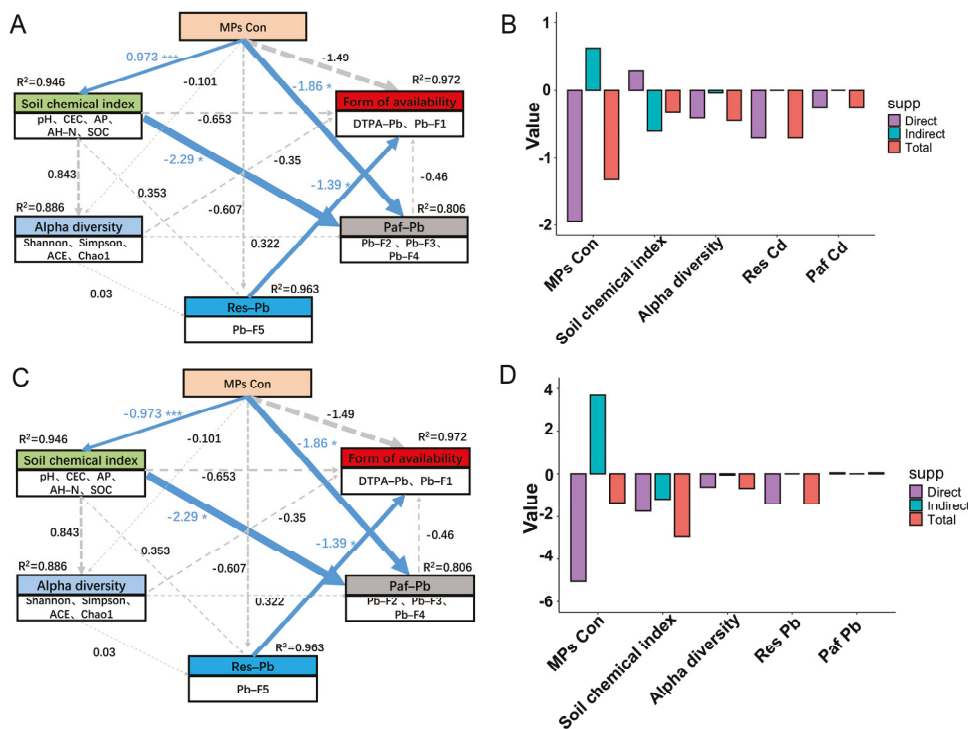 A
MPs Con
0.973 ***
-1.49
-0.101
-1.86 *
R²=0.946
R²=0.972
Soil chemical index
Form of availability
pH、CEC、AP、
AH-N、SOC
-0.653
DTPA-Pb、Pb-F1
-2.29 *
-0.35
-0.46
0.843
0.353
-1.39 *
R²=0.886
-0.607
R²=0.806
Alpha diversity
Paf-Pb
Shannon、Simpson、
ACE、Chao1
0.322
Pb-F2 、Pb-F3、
Pb-F4
0.03
R²=0.963
Res-Pb
Pb-F5
B
Value
1
0
-1
-2
supp
Direct
Indirect
Total
MPs Con
Soil chemical index
Alpha diversity
Res Cd
Paf Cd
C
MPs Con
-0.973 ***
-1.49
-0.101
-1.86 *
R²=0.946
R²=0.972
Soil chemical index
Form of availability
pH、CEC、AP、
AH-N、SOC
-0.653
DTPA-Pb、Pb-F1
-2.29 *
-0.35
-0.46
0.843
0.353
-1.39 *
R²=0.886
-0.607
R²=0.806
Alpha diversity
Paf-Pb
Shannon、Simpson、
ACE、Chao1
0.322
Pb-F2 、Pb-F3、
Pb-F4
0.03
R²-0.963
Res-Pb
Pb-F5
D
Value
4
2
0
-2
-4
-6
supp
Direct
Indirect
Total
MPs Con
Soil chemical index
Alpha diversity
Res Pb
Paf Pb